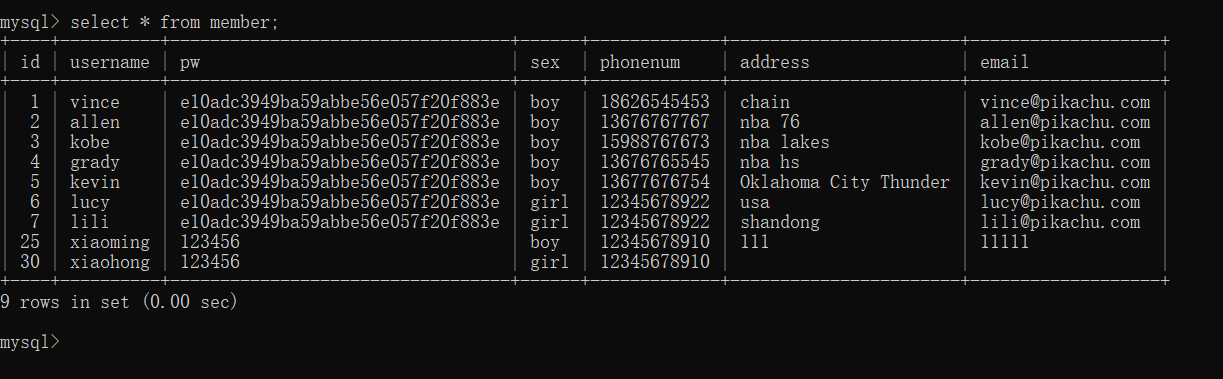 mysql> select * from member;
+----+----------+----------------------------------+------+-------------+-----------------------+-------------------+
| id | username | pw                               | sex  | phonenum    | address               | email             |
+----+----------+----------------------------------+------+-------------+-----------------------+-------------------+
|  1 | vince    | e10adc3949ba59abbe56e057f20f883e | boy  | 18626545453 | chain                 | vince@pikachu.com |
|  2 | allen    | e10adc3949ba59abbe56e057f20f883e | boy  | 13676767767 | nba 76                | allen@pikachu.com |
|  3 | kobe     | e10adc3949ba59abbe56e057f20f883e | boy  | 15988767673 | nba lakes             | kobe@pikachu.com  |
|  4 | grady    | e10adc3949ba59abbe56e057f20f883e | boy  | 13676765545 | nba hs                | grady@pikachu.com |
|  5 | kevin    | e10adc3949ba59abbe56e057f20f883e | boy  | 13677676754 | Oklahoma City Thunder | kevin@pikachu.com |
|  6 | lucy     | e10adc3949ba59abbe56e057f20f883e | girl | 12345678922 | usa                   | lucy@pikachu.com  |
|  7 | lili     | e10adc3949ba59abbe56e057f20f883e | girl | 12345678922 | shandong              | lili@pikachu.com  |
| 25 | xiaoming | 123456                           | boy  | 12345678910 | 111                   | 11111             |
| 30 | xiaohong | 123456                           | girl | 12345678910 |                       |                   |
+----+----------+----------------------------------+------+-------------+-----------------------+-------------------+
9 rows in set (0.00 sec)
mysql>